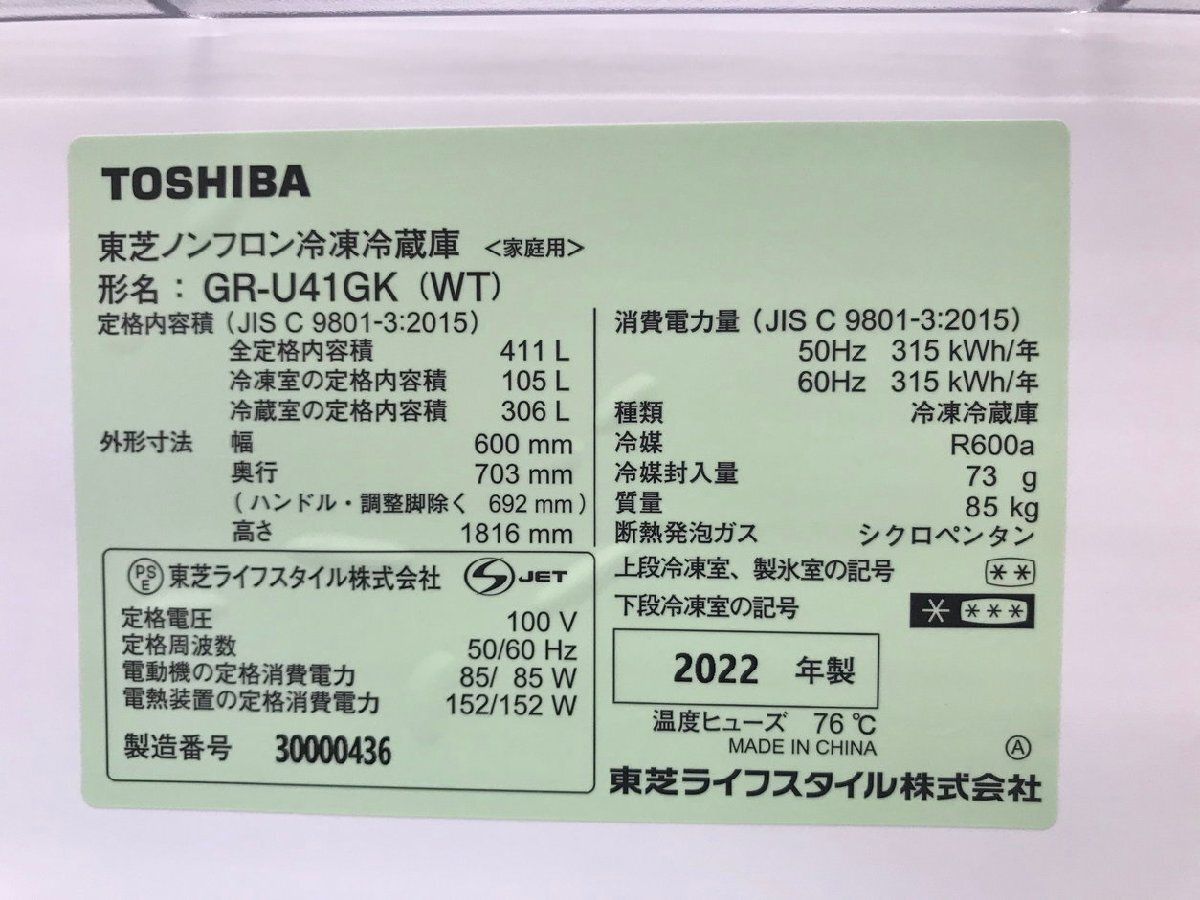 TOSHIBA
東芝ノンフロン冷凍冷蔵庫 <家庭用>
形名： GR-U41GK (WT)
定格内容積 (JIS C 9801-3:2015)
全定格内容積 411 L
冷凍室の定格内容積 105 L
冷蔵室の定格内容積 306 L
外形寸法 幅 600 mm
奥行 703 mm
(ハンドル・調整脚除く 692 mm)
高さ 1816 mm
PSE 東芝ライフスタイル株式会社 JET
定格電圧 100 V
定格周波数 50/60 Hz
電動機の定格消費電力 85/ 85 W
電熱装置の定格消費電力 152/152 W
製造番号 30000436
消費電力量 (JIS C 9801-3:2015)
50Hz 315 kWh/年
60Hz 315 kWh/年
種類 冷凍冷蔵庫
冷媒 R600a
冷媒封入量 73 g
質量 85 kg
断熱発泡ガス シクロペンタン
上段冷凍室、製氷室の記号 **
下段冷凍室の記号 * ***
2022 年製
温度ヒューズ 76℃
MADE IN CHINA Ⓐ
東芝ライフスタイル株式会社